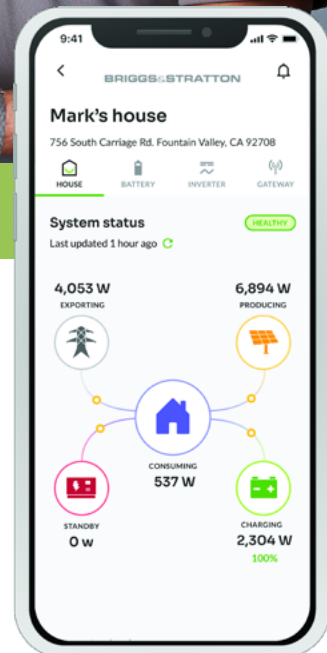 9:41
BRIGGS&STRATTON
Mark's house
756 South Carriage Rd. Fountain Valley, CA 92708
HOUSE BATTERY INVERTER GATEWAY
System status HEALTHY
Last updated 1 hour ago
4,053 W 6,894 W
EXPORTING PRODUCING
CONSUMING
537 W
STANDBY CHARGING
0 w 2,304 W
100%